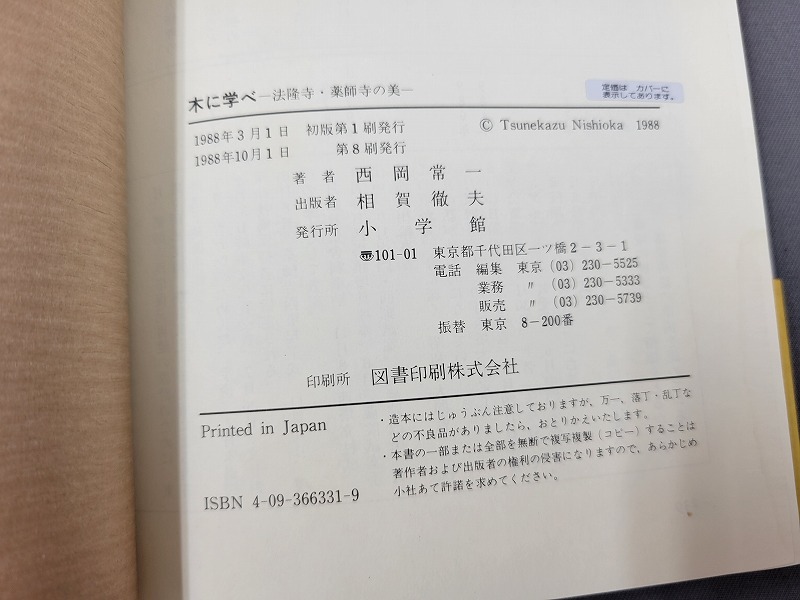 木に学べ―法隆寺・薬師寺の美―
定価は カバーに
表示してあります。
1988年3月1日 初版第1刷発行
© Tsunekazu Nishioka 1988
1988年10月1日 第8刷発行
著者 西岡常一
出版者 相賀徹夫
発行所 小学館
〠101-01 東京都千代田区一ツ橋2-3-1
電話 編集 東京 (03) 230-5525
業務 〃 (03) 230-5333
販売 〃 (03) 230-5739
振替 東京 8-200番
印刷所 図書印刷株式会社
Printed in Japan
・造本にはじゅうぶん注意しておりますが、万一、落丁・乱丁な
どの不良品がありましたら、おとりかえいたします。
・本書の一部または全部を無断で複写複製(コピー)することは
著作者および出版者の権利の侵害になりますので、あらかじめ
小社あて許諾を求めてください。
ISBN 4-09-366331-9